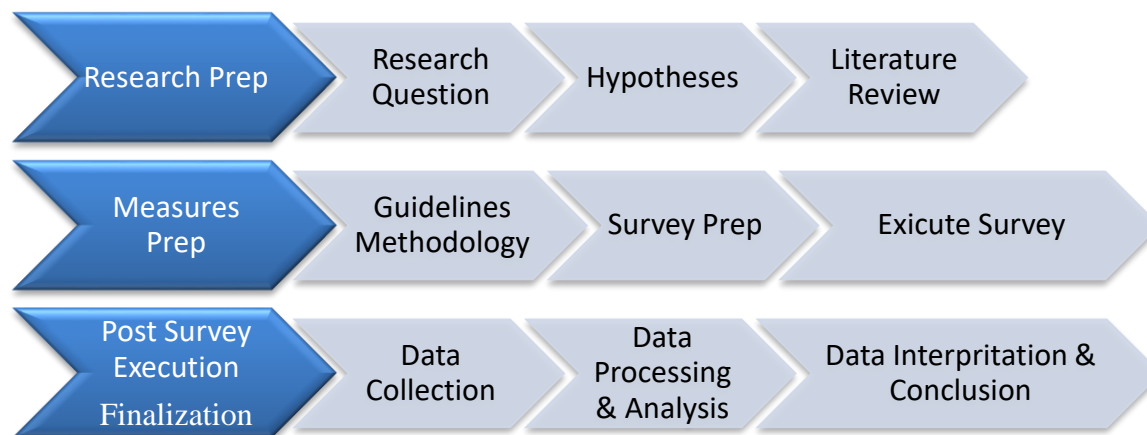 Research Prep
Research
Question
Hypotheses
Literature
Review
Measures
Prep
Guidelines
Methodology
Survey Prep
Exicute Survey
Post Survey
Execution
Finalization
Data
Collection
Data
Processing
& Analysis
Data Interpritation &
Conclusion